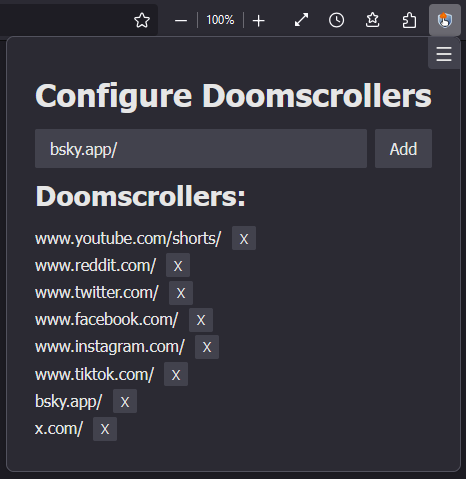 100%
Configure Doomscrollers
bsky.app/ Add
Doomscrollers:
www.youtube.com/shorts/ X
www.reddit.com/ X
www.twitter.com/ X
www.facebook.com/ X
www.instagram.com/ X
www.tiktok.com/ X
bsky.app/ X
x.com/ X